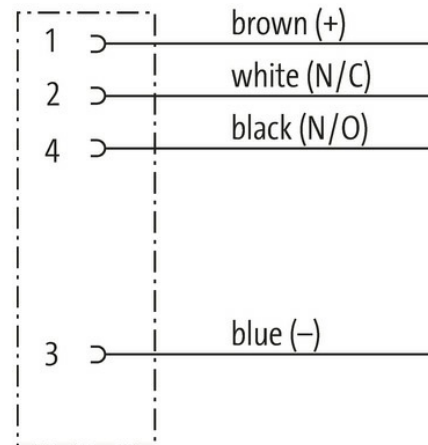 1 brown (+)
2 white (N/C)
4 black (N/O)
3 blue (–)